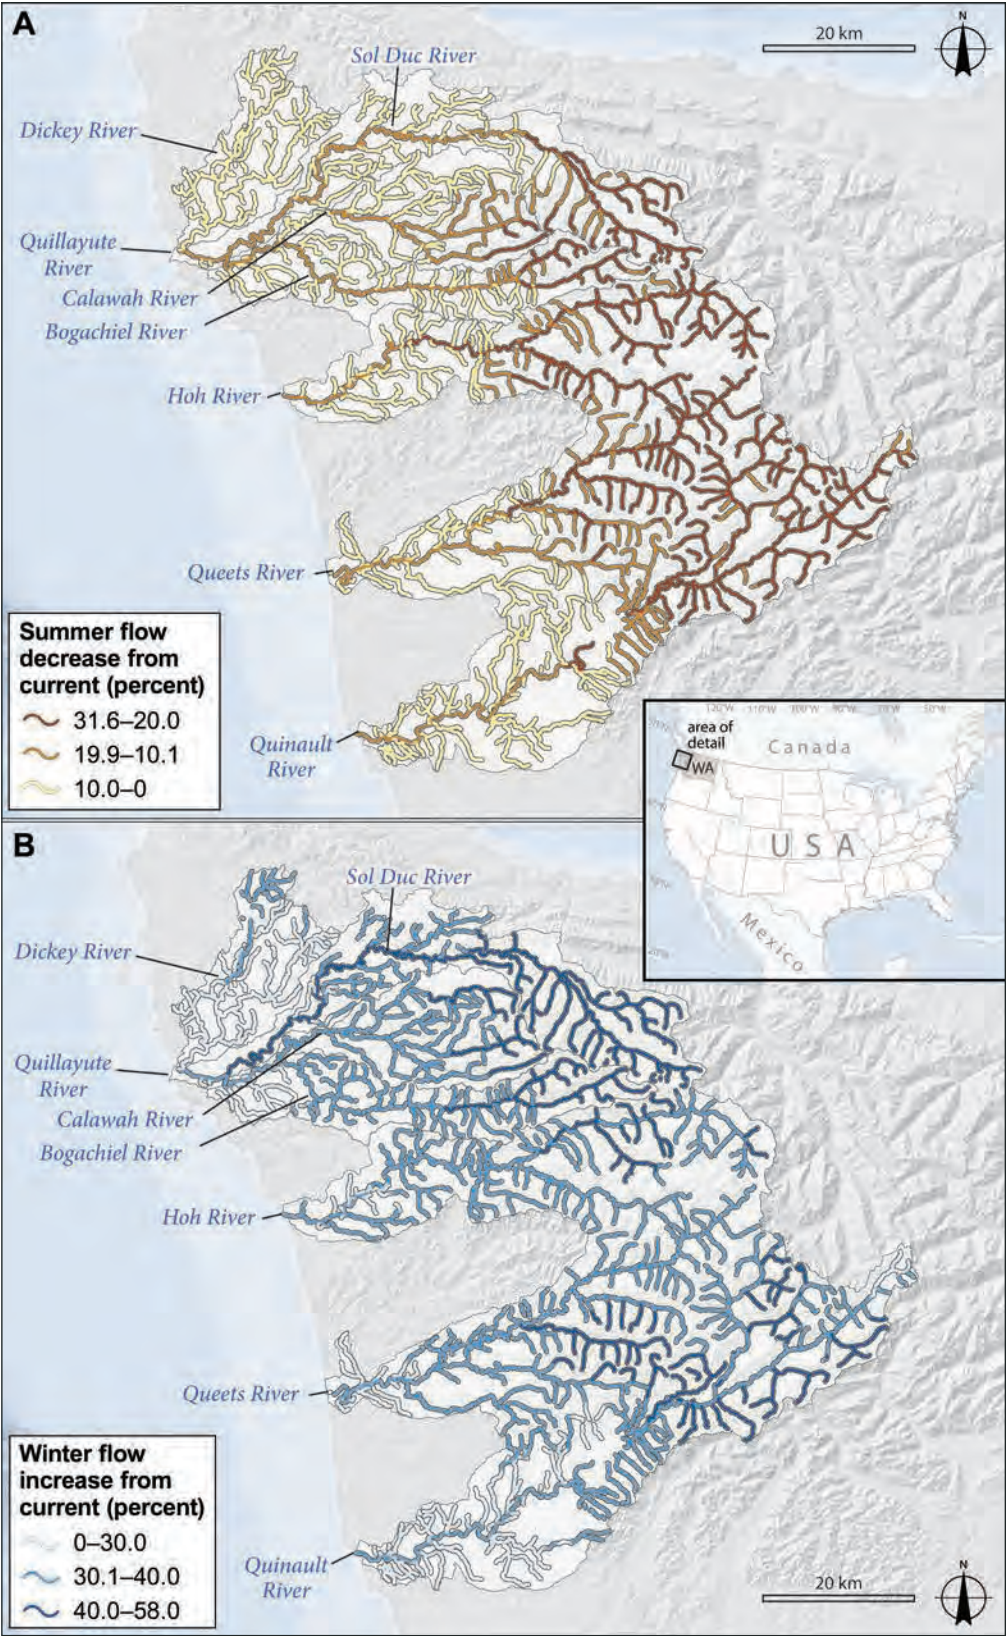 A
N
20 km
Sol Duc River
Dickey River
Quillayute
River
Calawah River
Bogachiel River
Hoh River
Queets River
Summer flow
decrease from
current (percent)
31.6–20.0
19.9–10.1
10.0–0
Quinault
River
area of
detail
WA
Canada
USA
Mexico
120°W 110°W 100°W 90°W
B
Sol Duc River
Dickey River
Quillayute
River
Calawah River
Bogachiel River
Hoh River
Queets River
Winter flow
increase from
current (percent)
0–30.0
30.1–40.0
40.0–58.0
Quinault
River
20 km
N